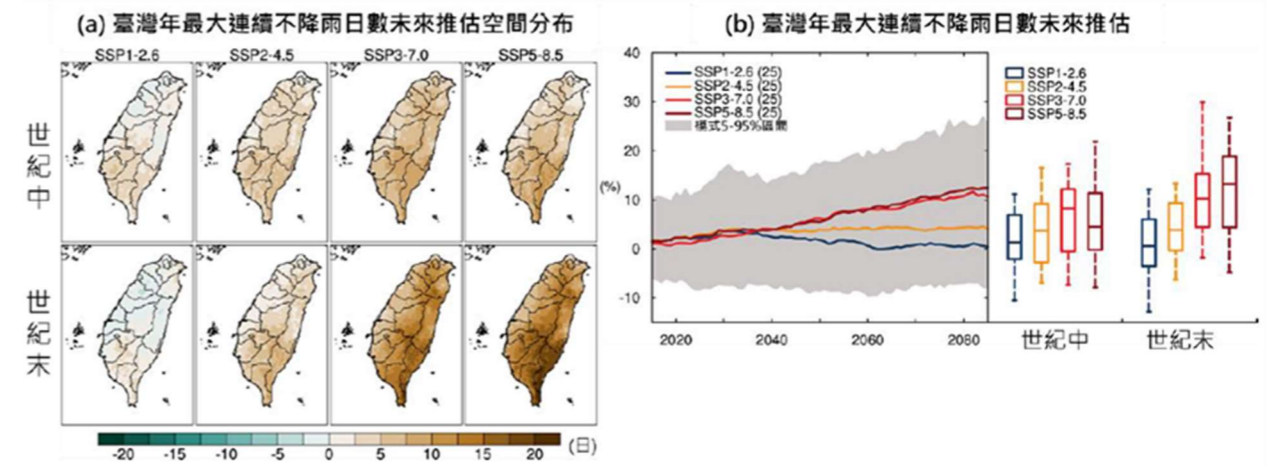 (a) 臺灣年最大連續不降雨日數未來推估空間分布
SSP1-2.6 SSP2-4.5 SSP3-7.0 SSP5-8.5
世紀中
世紀末
-20 -15 -10 -5 0 5 10 15 20 (日)
(b) 臺灣年最大連續不降雨日數未來推估
40
30
20
10
0
-10
(%)
SSP1-2.6 (25)
SSP2-4.5 (25)
SSP3-7.0 (25)
SSP5-8.5 (25)
模式5-95%區間
2020 2040 2060 2080
SSP1-2.6
SSP2-4.5
SSP3-7.0
SSP5-8.5
世紀中 世紀末